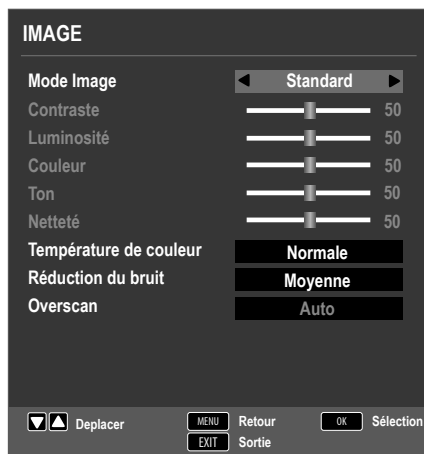 IMAGE
Mode Image Standard
Contraste 50
Luminosité 50
Couleur 50
Ton 50
Netteté 50
Température de couleur Normale
Réduction du bruit Moyenne
Overscan Auto
Deplacer MENU Retour OK Sélection
EXIT Sortie